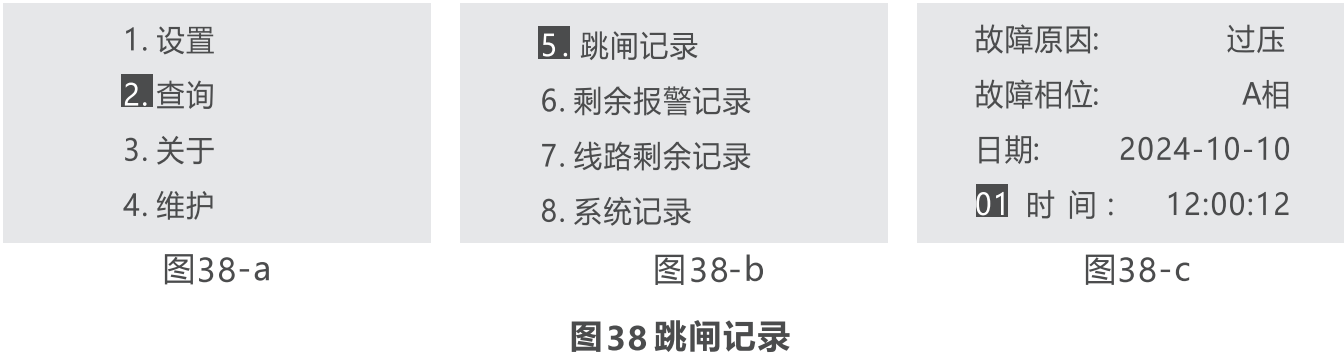 1. 设置
2. 查询
3. 关于
4. 维护
图38-a
5. 跳闸记录
6. 剩余报警记录
7. 线路剩余记录
8. 系统记录
图38-b
故障原因: 过压
故障相位: A相
日期: 2024-10-10
01 时 间 : 12:00:12
图38-c
图38 跳闸记录